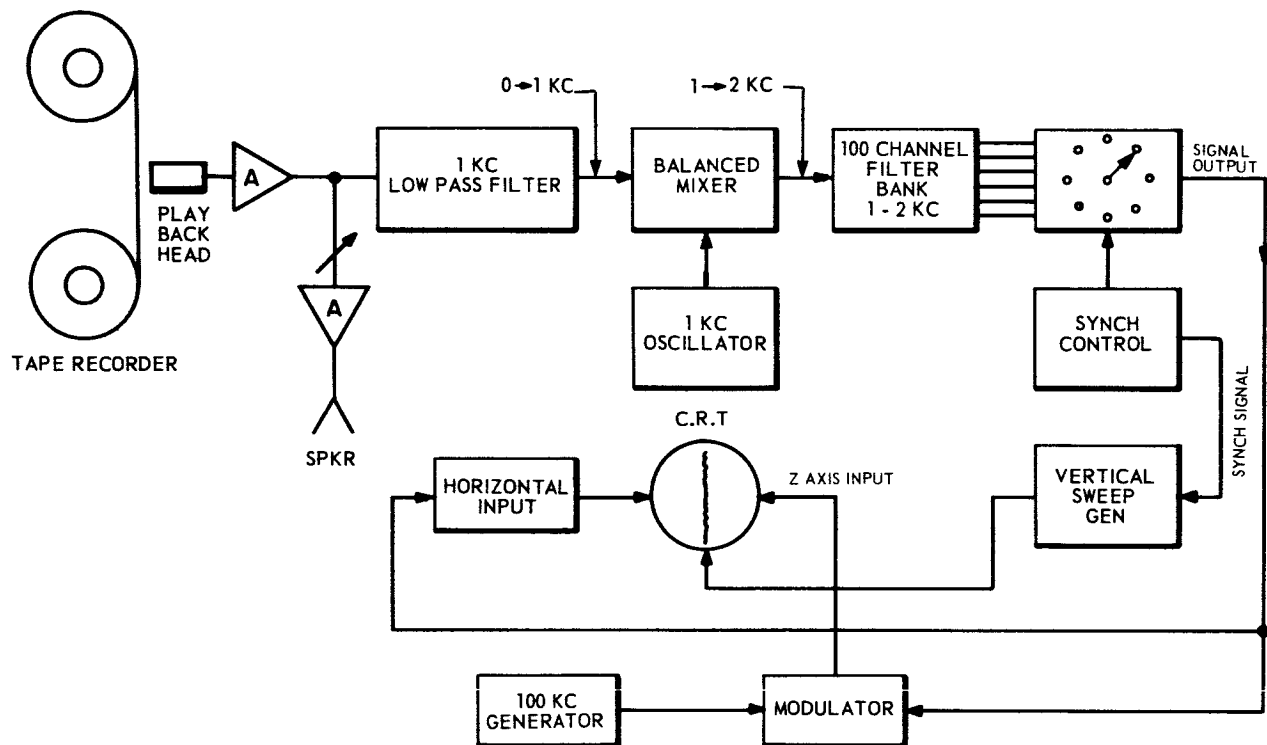 0→1 KC
1→2 KC
A
1 KC
LOW PASS FILTER
BALANCED
MIXER
100 CHANNEL
FILTER
BANK
1 - 2 KC
SIGNAL
OUTPUT
PLAY
BACK
HEAD
A
1 KC
OSCILLATOR
SYNCH
CONTROL
TAPE RECORDER
SPKR
C.R.T
SYNCH SIGNAL
HORIZONTAL
INPUT
Z AXIS INPUT
VERTICAL
SWEEP
GEN
100 KC
GENERATOR
MODULATOR